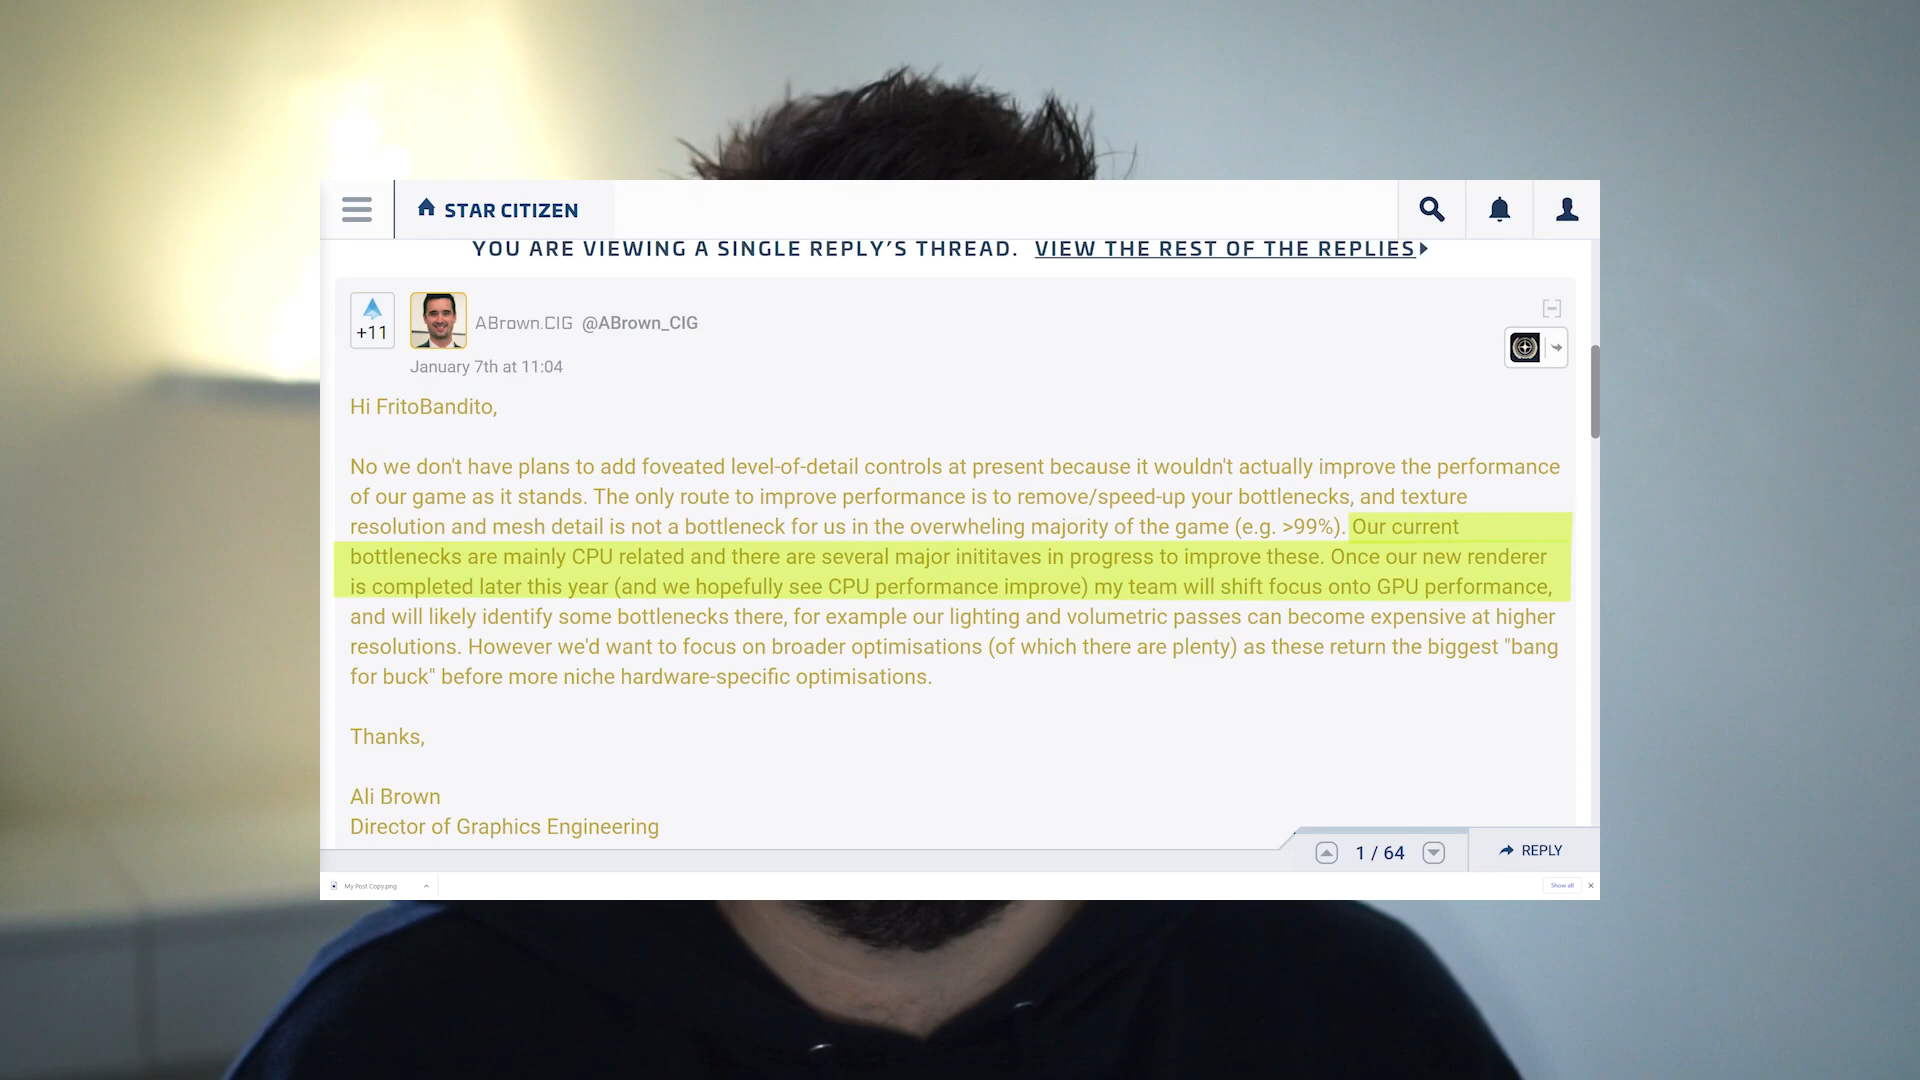 STAR CITIZEN
YOU ARE VIEWING A SINGLE REPLY'S THREAD. VIEW THE REST OF THE REPLIES
+11
ABrown.CIG @ABrown_CIG
January 7th at 11:04
Hi FritoBandito,
No we don't have plans to add foveated level-of-detail controls at present because it wouldn't actually improve the performance
of our game as it stands. The only route to improve performance is to remove/speed-up your bottlenecks, and texture
resolution and mesh detail is not a bottleneck for us in the overwheling majority of the game (e.g. >99%). Our current
bottlenecks are mainly CPU related and there are several major inititaves in progress to improve these. Once our new renderer
is completed later this year (and we hopefully see CPU performance improve) my team will shift focus onto GPU performance,
and will likely identify some bottlenecks there, for example our lighting and volumetric passes can become expensive at higher
resolutions. However we'd want to focus on broader optimisations (of which there are plenty) as these return the biggest "bang
for buck" before more niche hardware-specific optimisations.
Thanks,
Ali Brown
Director of Graphics Engineering
1 / 64
REPLY
My Post Copy.png
Show all